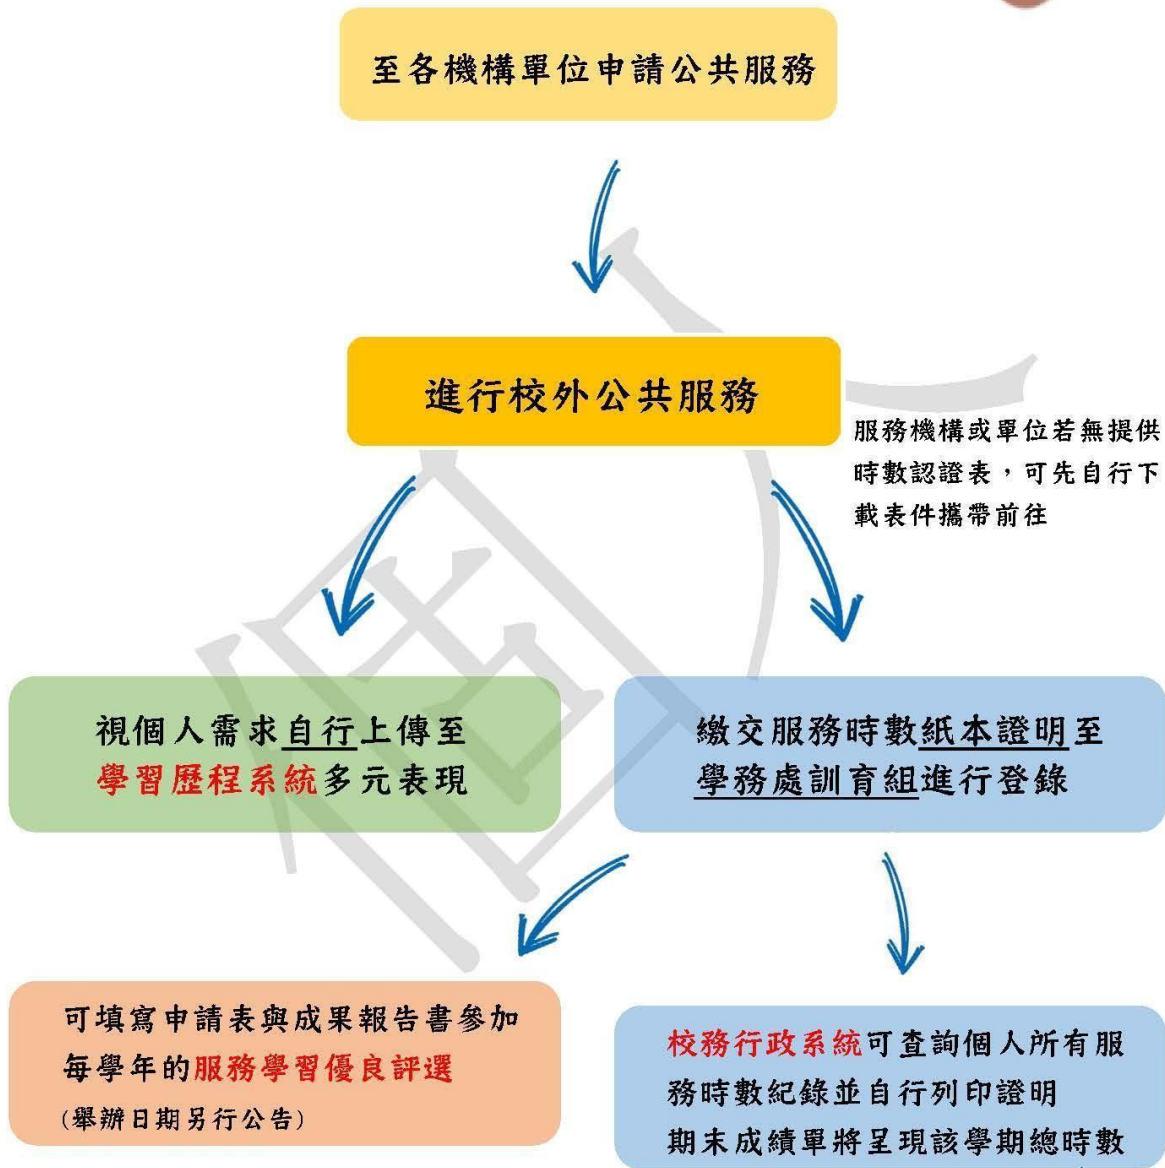 至各機構單位申請公共服務
進行校外公共服務
服務機構或單位若無提供
時數認證表,可先自行下
載表件攜帶前往
視個人需求自行上傳至
學習歷程系統多元表現
繳交服務時數紙本證明至
學務處訓育組進行登錄
可填寫申請表與成果報告書參加
每學年的服務學習優良評選
(舉辦日期另行公告)
校務行政系統可查詢個人所有服
務時數紀錄並自行列印證明
期末成績單將呈現該學期總時數
個人